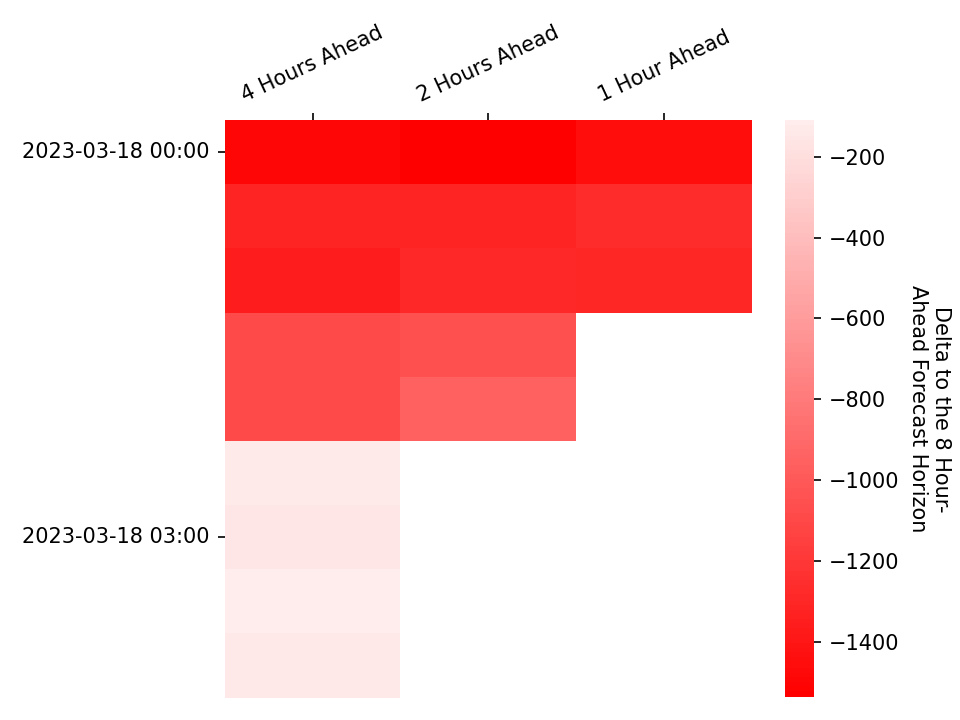 4 Hours Ahead
2 Hours Ahead
1 Hour Ahead
2023-03-18 00:00
2023-03-18 03:00
−200
−400
−600
−800
−1000
−1200
−1400
Delta to the 8 Hour-
Ahead Forecast Horizon